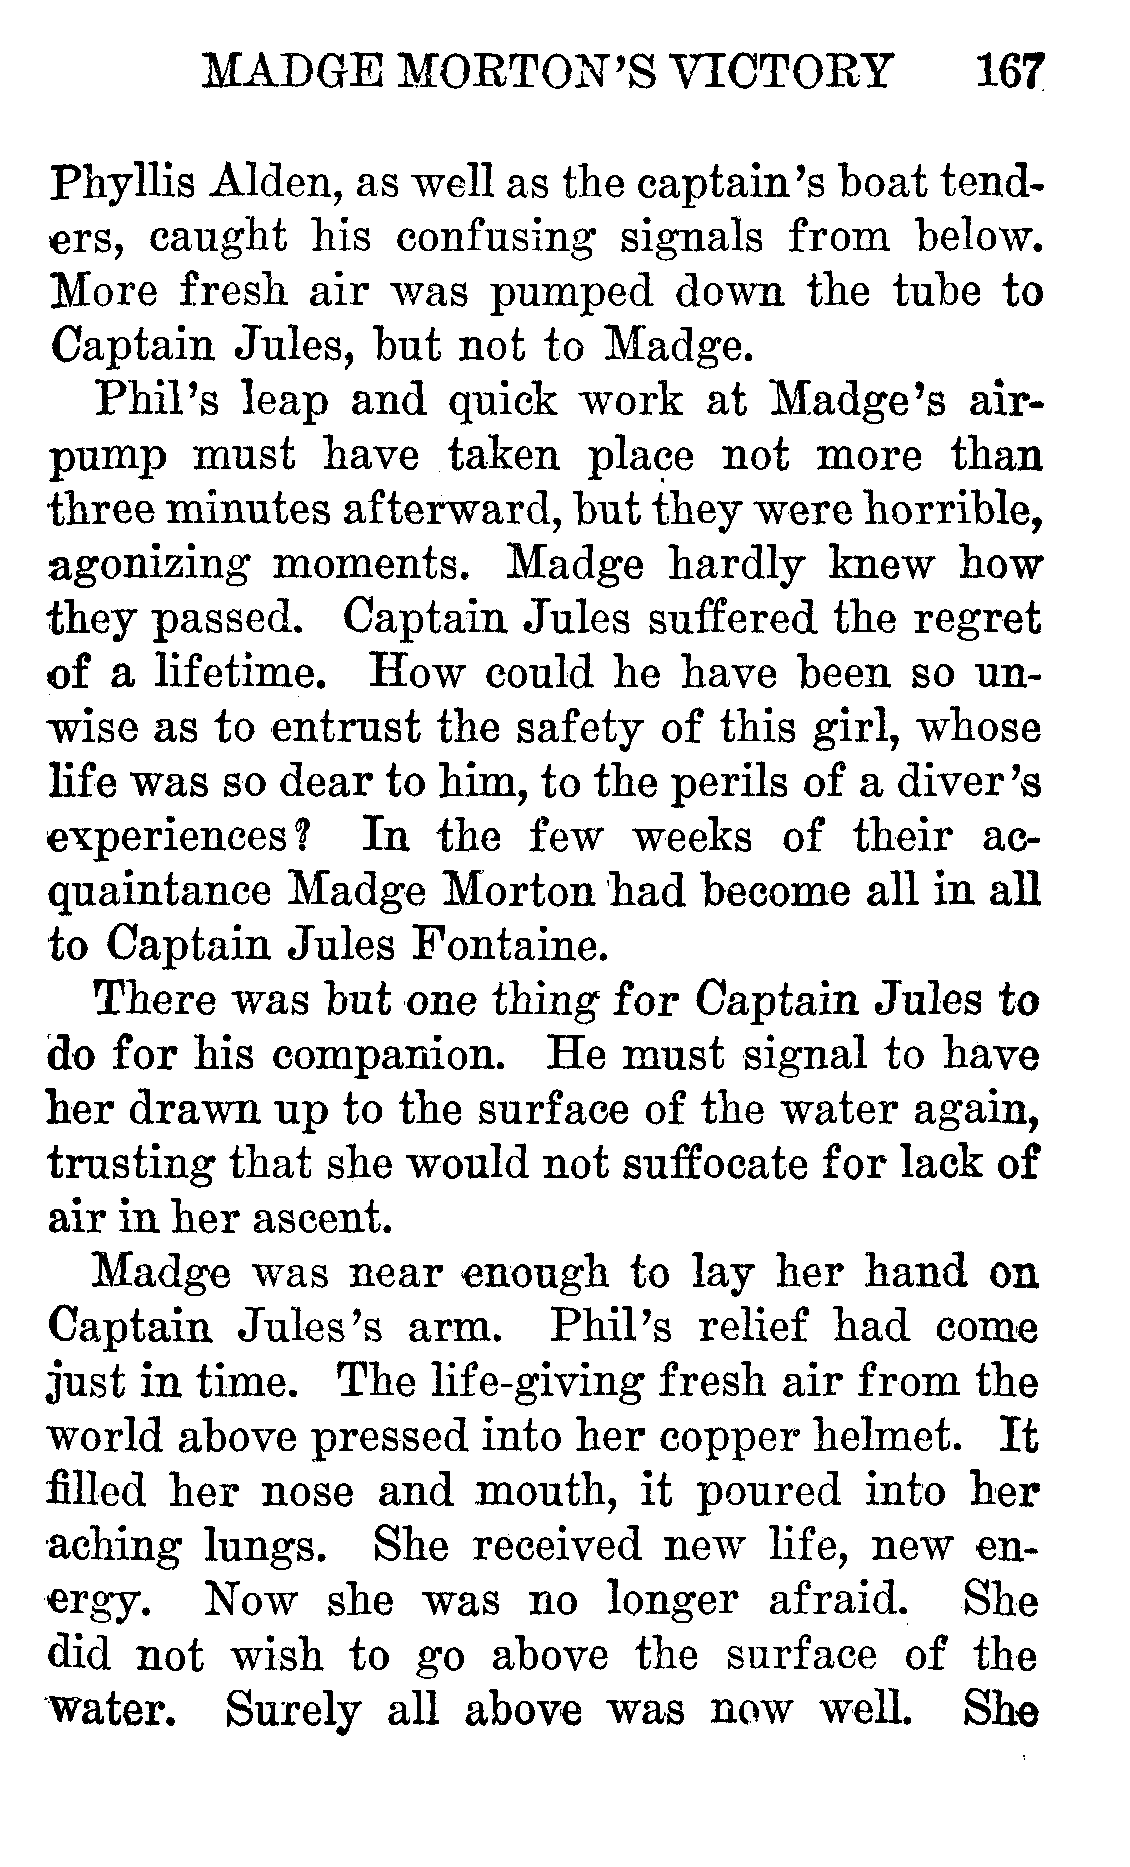 MADGE MORTON'S VICTORY 167
Phyllis Alden, as well as the captain's boat tend-
ers, caught his confusing signals from below.
More fresh air was pumped down the tube to
Captain Jules, but not to Madge.
Phil's leap and quick work at Madge's air-
pump must have taken place not more than
three minutes afterward, but they were horrible,
agonizing moments. Madge hardly knew how
they passed. Captain Jules suffered the regret
of a lifetime. How could he have been so un-
wise as to entrust the safety of this girl, whose
life was so dear to him, to the perils of a diver's
experiences? In the few weeks of their ac-
quaintance Madge Morton had become all in all
to Captain Jules Fontaine.
There was but one thing for Captain Jules to
do for his companion. He must signal to have
her drawn up to the surface of the water again,
trusting that she would not suffocate for lack of
air in her ascent.
Madge was near enough to lay her hand on
Captain Jules's arm. Phil's relief had come
just in time. The life-giving fresh air from the
world above pressed into her copper helmet. It
filled her nose and mouth, it poured into her
aching lungs. She received new life, new en-
ergy. Now she was no longer afraid. She
did not wish to go above the surface of the
water. Surely all above was now well. She